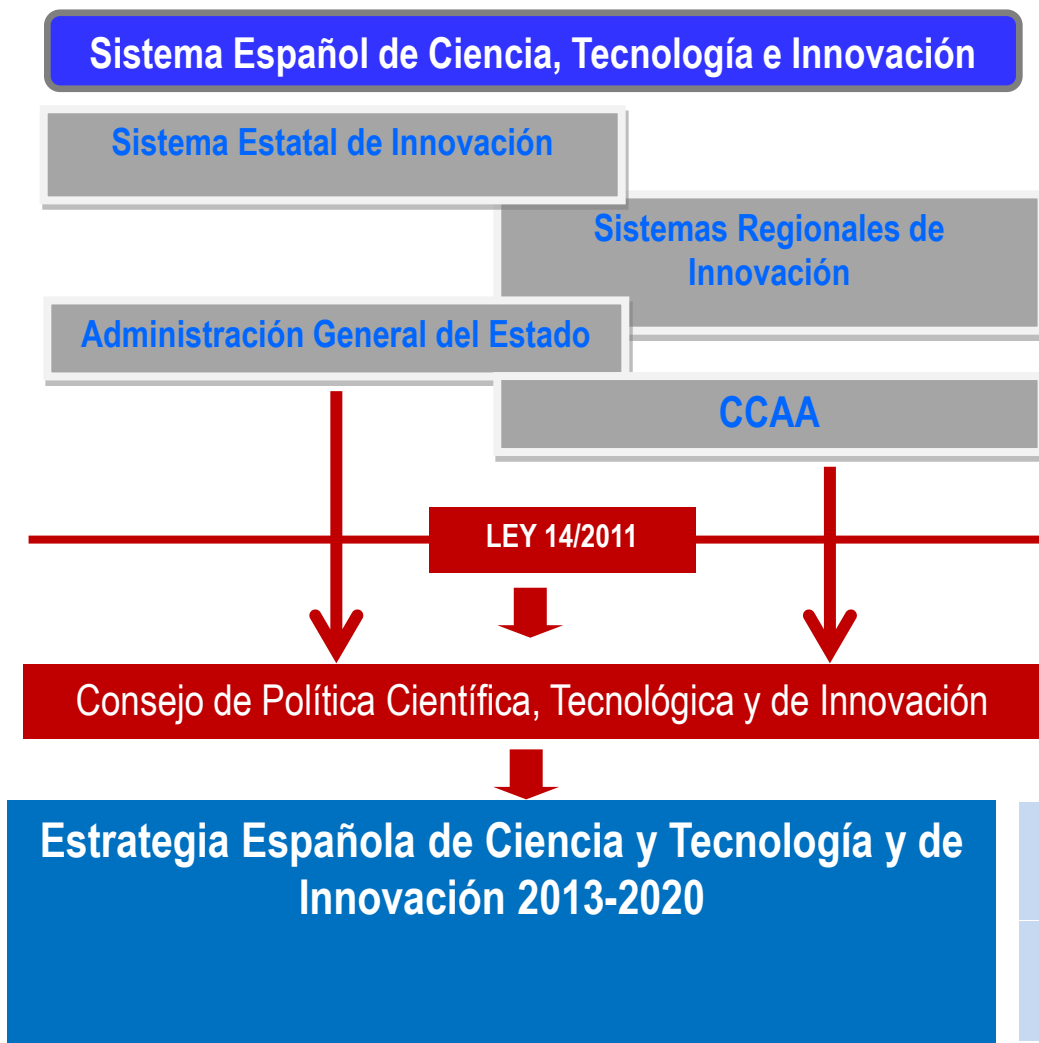 Sistema Español de Ciencia, Tecnología e Innovación
Sistema Estatal de Innovación
Sistemas Regionales de
Innovación
Administración General del Estado
CCAA
LEY 14/2011
Consejo de Política Científica, Tecnológica y de Innovación
Estrategia Española de Ciencia y Tecnología y de
Innovación 2013-2020